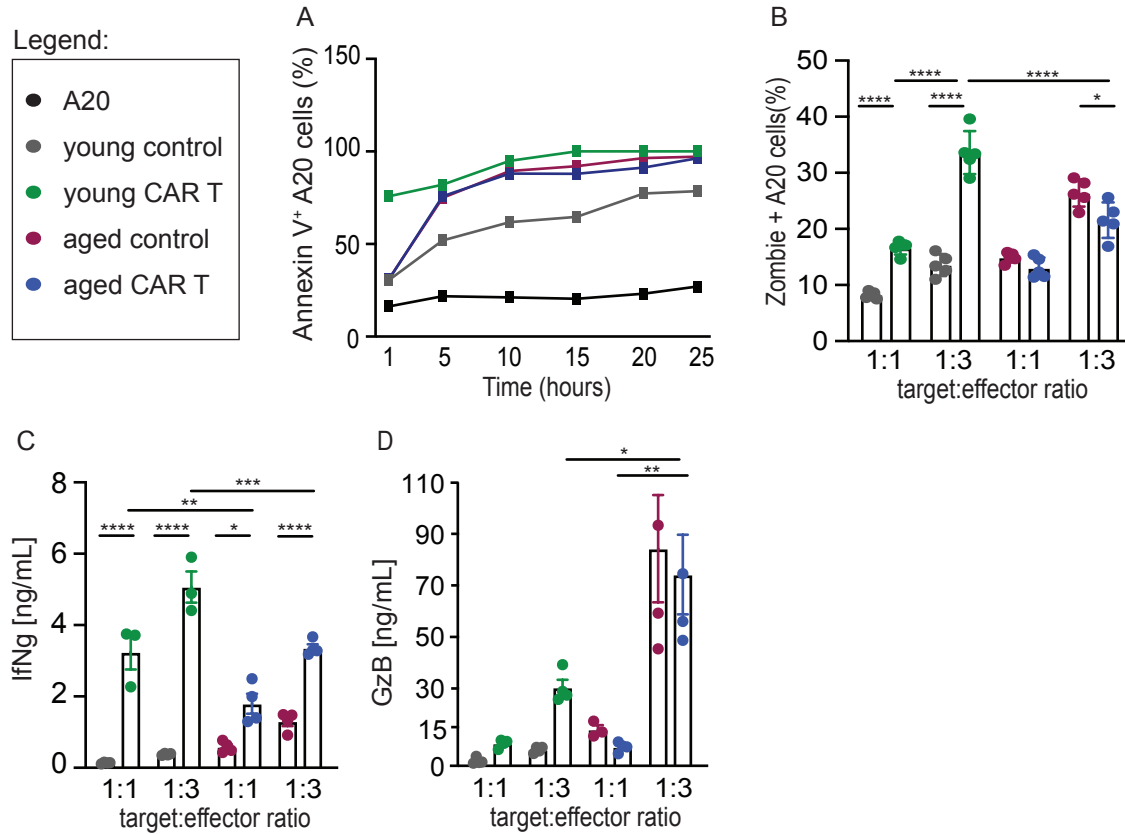 Legend:
A20
young control
young CAR T
aged control
aged CAR T
A
Annexin V⁺ A20 cells (%)
150
100
50
0
1 5 10 15 20 25
Time (hours)
B
Zombie + A20 cells(%)
50
40
30
20
10
0
**** ****
**** **** *
1:1 1:3 1:1 1:3
target:effector ratio
C
IfNg [ng/mL]
8
6
4
2
0
***
**
**** **** * ****
1:1 1:3 1:1 1:3
target:effector ratio
D
GzB [ng/mL]
110
90
70
50
30
15
0
*
**
1:1 1:3 1:1 1:3
target:effector ratio